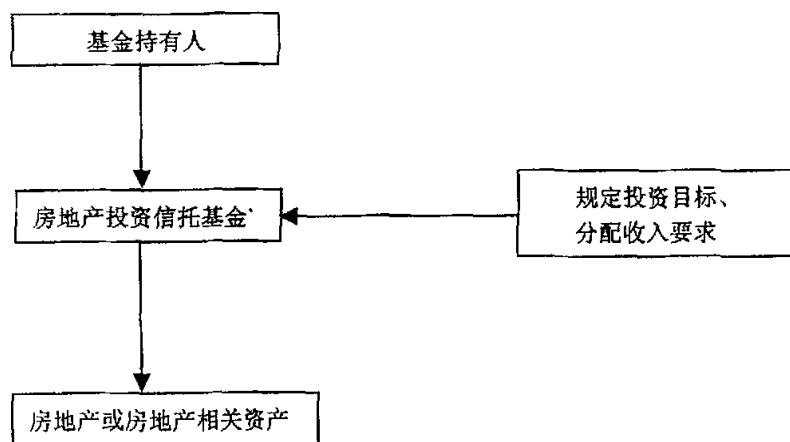 基金持有人
房地产投资信托基金
规定投资目标、
分配收入要求
房地产或房地产相关资产